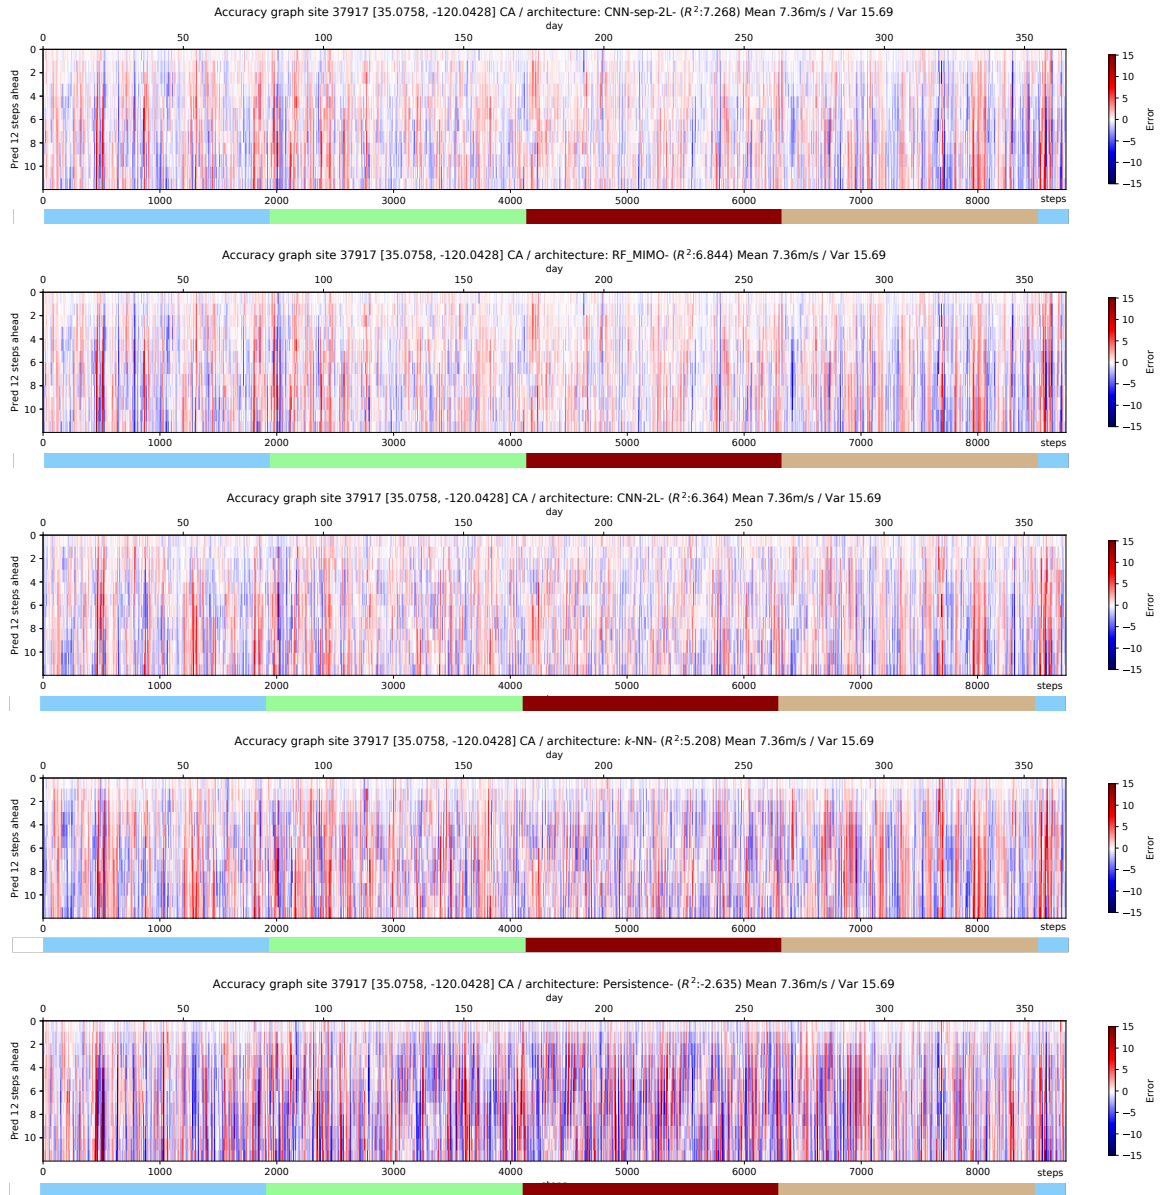 Accuracy graph site 37917 [35.0758, -120.0428] CA / architecture: CNN-sep-2L- (R²:7.268) Mean 7.36m/s / Var 15.69
day
0 50 100 150 200 250 300 350
Pred 12 steps ahead
0
2
4
6
8
10
0 1000 2000 3000 4000 5000 6000 7000 8000 steps
15
10
5
0
−5
−10
−15
Error
Accuracy graph site 37917 [35.0758, -120.0428] CA / architecture: RF_MIMO- (R²:6.844) Mean 7.36m/s / Var 15.69
day
0 50 100 150 200 250 300 350
Pred 12 steps ahead
0
2
4
6
8
10
0 1000 2000 3000 4000 5000 6000 7000 8000 steps
15
10
5
0
−5
−10
−15
Error
Accuracy graph site 37917 [35.0758, -120.0428] CA / architecture: CNN-2L- (R²:6.364) Mean 7.36m/s / Var 15.69
day
0 50 100 150 200 250 300 350
Pred 12 steps ahead
0
2
4
6
8
10
0 1000 2000 3000 4000 5000 6000 7000 8000 steps
15
10
5
0
−5
−10
−15
Error
Accuracy graph site 37917 [35.0758, -120.0428] CA / architecture: k-NN- (R²:5.208) Mean 7.36m/s / Var 15.69
day
0 50 100 150 200 250 300 350
Pred 12 steps ahead
0
2
4
6
8
10
0 1000 2000 3000 4000 5000 6000 7000 8000 steps
15
10
5
0
−5
−10
−15
Error
Accuracy graph site 37917 [35.0758, -120.0428] CA / architecture: Persistence- (R²:-2.635) Mean 7.36m/s / Var 15.69
day
0 50 100 150 200 250 300 350
Pred 12 steps ahead
0
2
4
6
8
10
0 1000 2000 3000 4000 5000 6000 7000 8000 steps
15
10
5
0
−5
−10
−15
Error